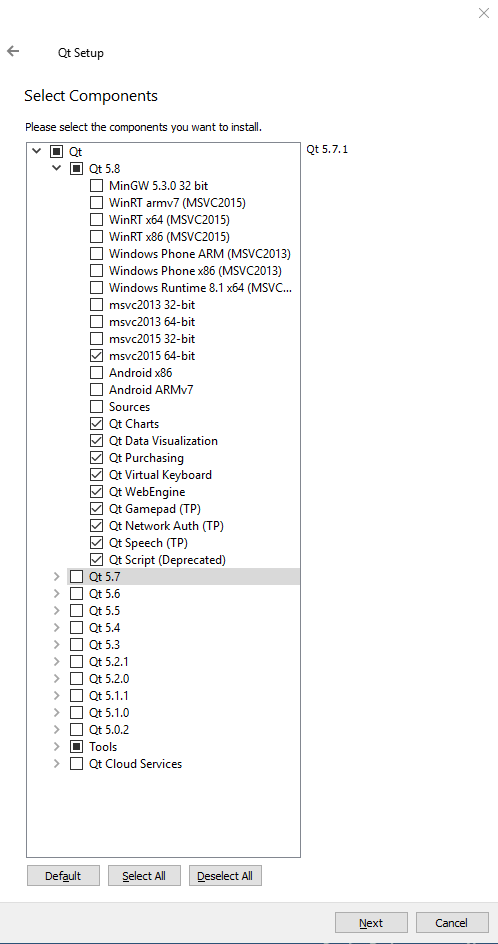 Qt Setup
Select Components
Please select the components you want to install.
Qt
Qt 5.7.1
Qt 5.8
MinGW 5.3.0 32 bit
WinRT armv7 (MSVC2015)
WinRT x64 (MSVC2015)
WinRT x86 (MSVC2015)
Windows Phone ARM (MSVC2013)
Windows Phone x86 (MSVC2013)
Windows Runtime 8.1 x64 (MSVC...
msvc2013 32-bit
msvc2013 64-bit
msvc2015 32-bit
msvc2015 64-bit
Android x86
Android ARMv7
Sources
Qt Charts
Qt Data Visualization
Qt Purchasing
Qt Virtual Keyboard
Qt WebEngine
Qt Gamepad (TP)
Qt Network Auth (TP)
Qt Speech (TP)
Qt Script (Deprecated)
Qt 5.7
Qt 5.6
Qt 5.5
Qt 5.4
Qt 5.3
Qt 5.2.1
Qt 5.2.0
Qt 5.1.1
Qt 5.1.0
Qt 5.0.2
Tools
Qt Cloud Services
Default
Select All
Deselect All
Next
Cancel